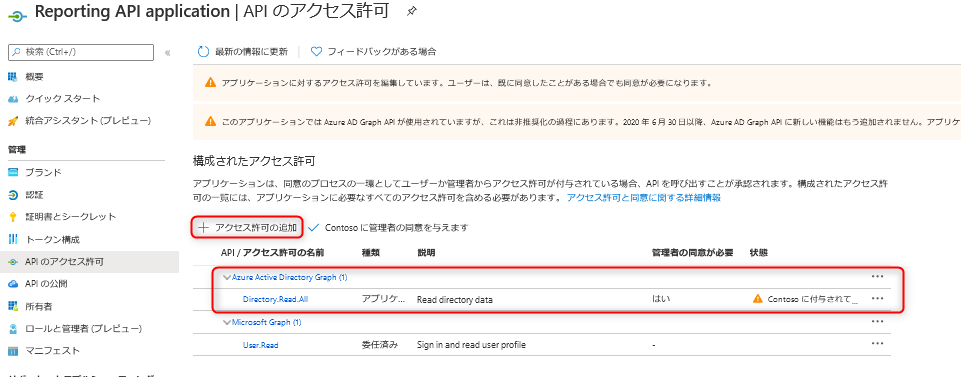 Reporting API application | API のアクセス許可
検索 (Ctrl+/)
«
概要
クイック スタート
統合アシスタント (プレビュー)
管理
ブランド
認証
証明書とシークレット
トークン構成
API のアクセス許可
API の公開
所有者
ロールと管理者 (プレビュー)
マニフェスト
最新の情報に更新
フィードバックがある場合
アプリケーションに対するアクセス許可を編集しています。ユーザーは、既に同意したことがある場合でも同意が必要になります。
このアプリケーションでは Azure AD Graph API が使用されていますが、これは非推奨化の過程にあります。2020 年 6 月 30 日以降、Azure AD Graph API に新しい機能はもう追加されません。アプリケ
構成されたアクセス許可
アプリケーションは、同意のプロセスの一環としてユーザーか管理者からアクセス許可が付与されている場合、API を呼び出すことが承認されます。構成されたアクセス許可
の一覧には、アプリケーションに必要なすべてのアクセス許可を含める必要があります。 アクセス許可と同意に関する詳細情報
＋ アクセス許可の追加 ✓ Contoso に管理者の同意を与えます
API / アクセス許可の名前 種類 説明 管理者の同意が必要 状態
Azure Active Directory Graph (1) •••
Directory.Read.All アプリケ... Read directory data はい Contoso に付与されて... •••
Microsoft Graph (1) •••
User.Read 委任済み Sign in and read user profile - •••